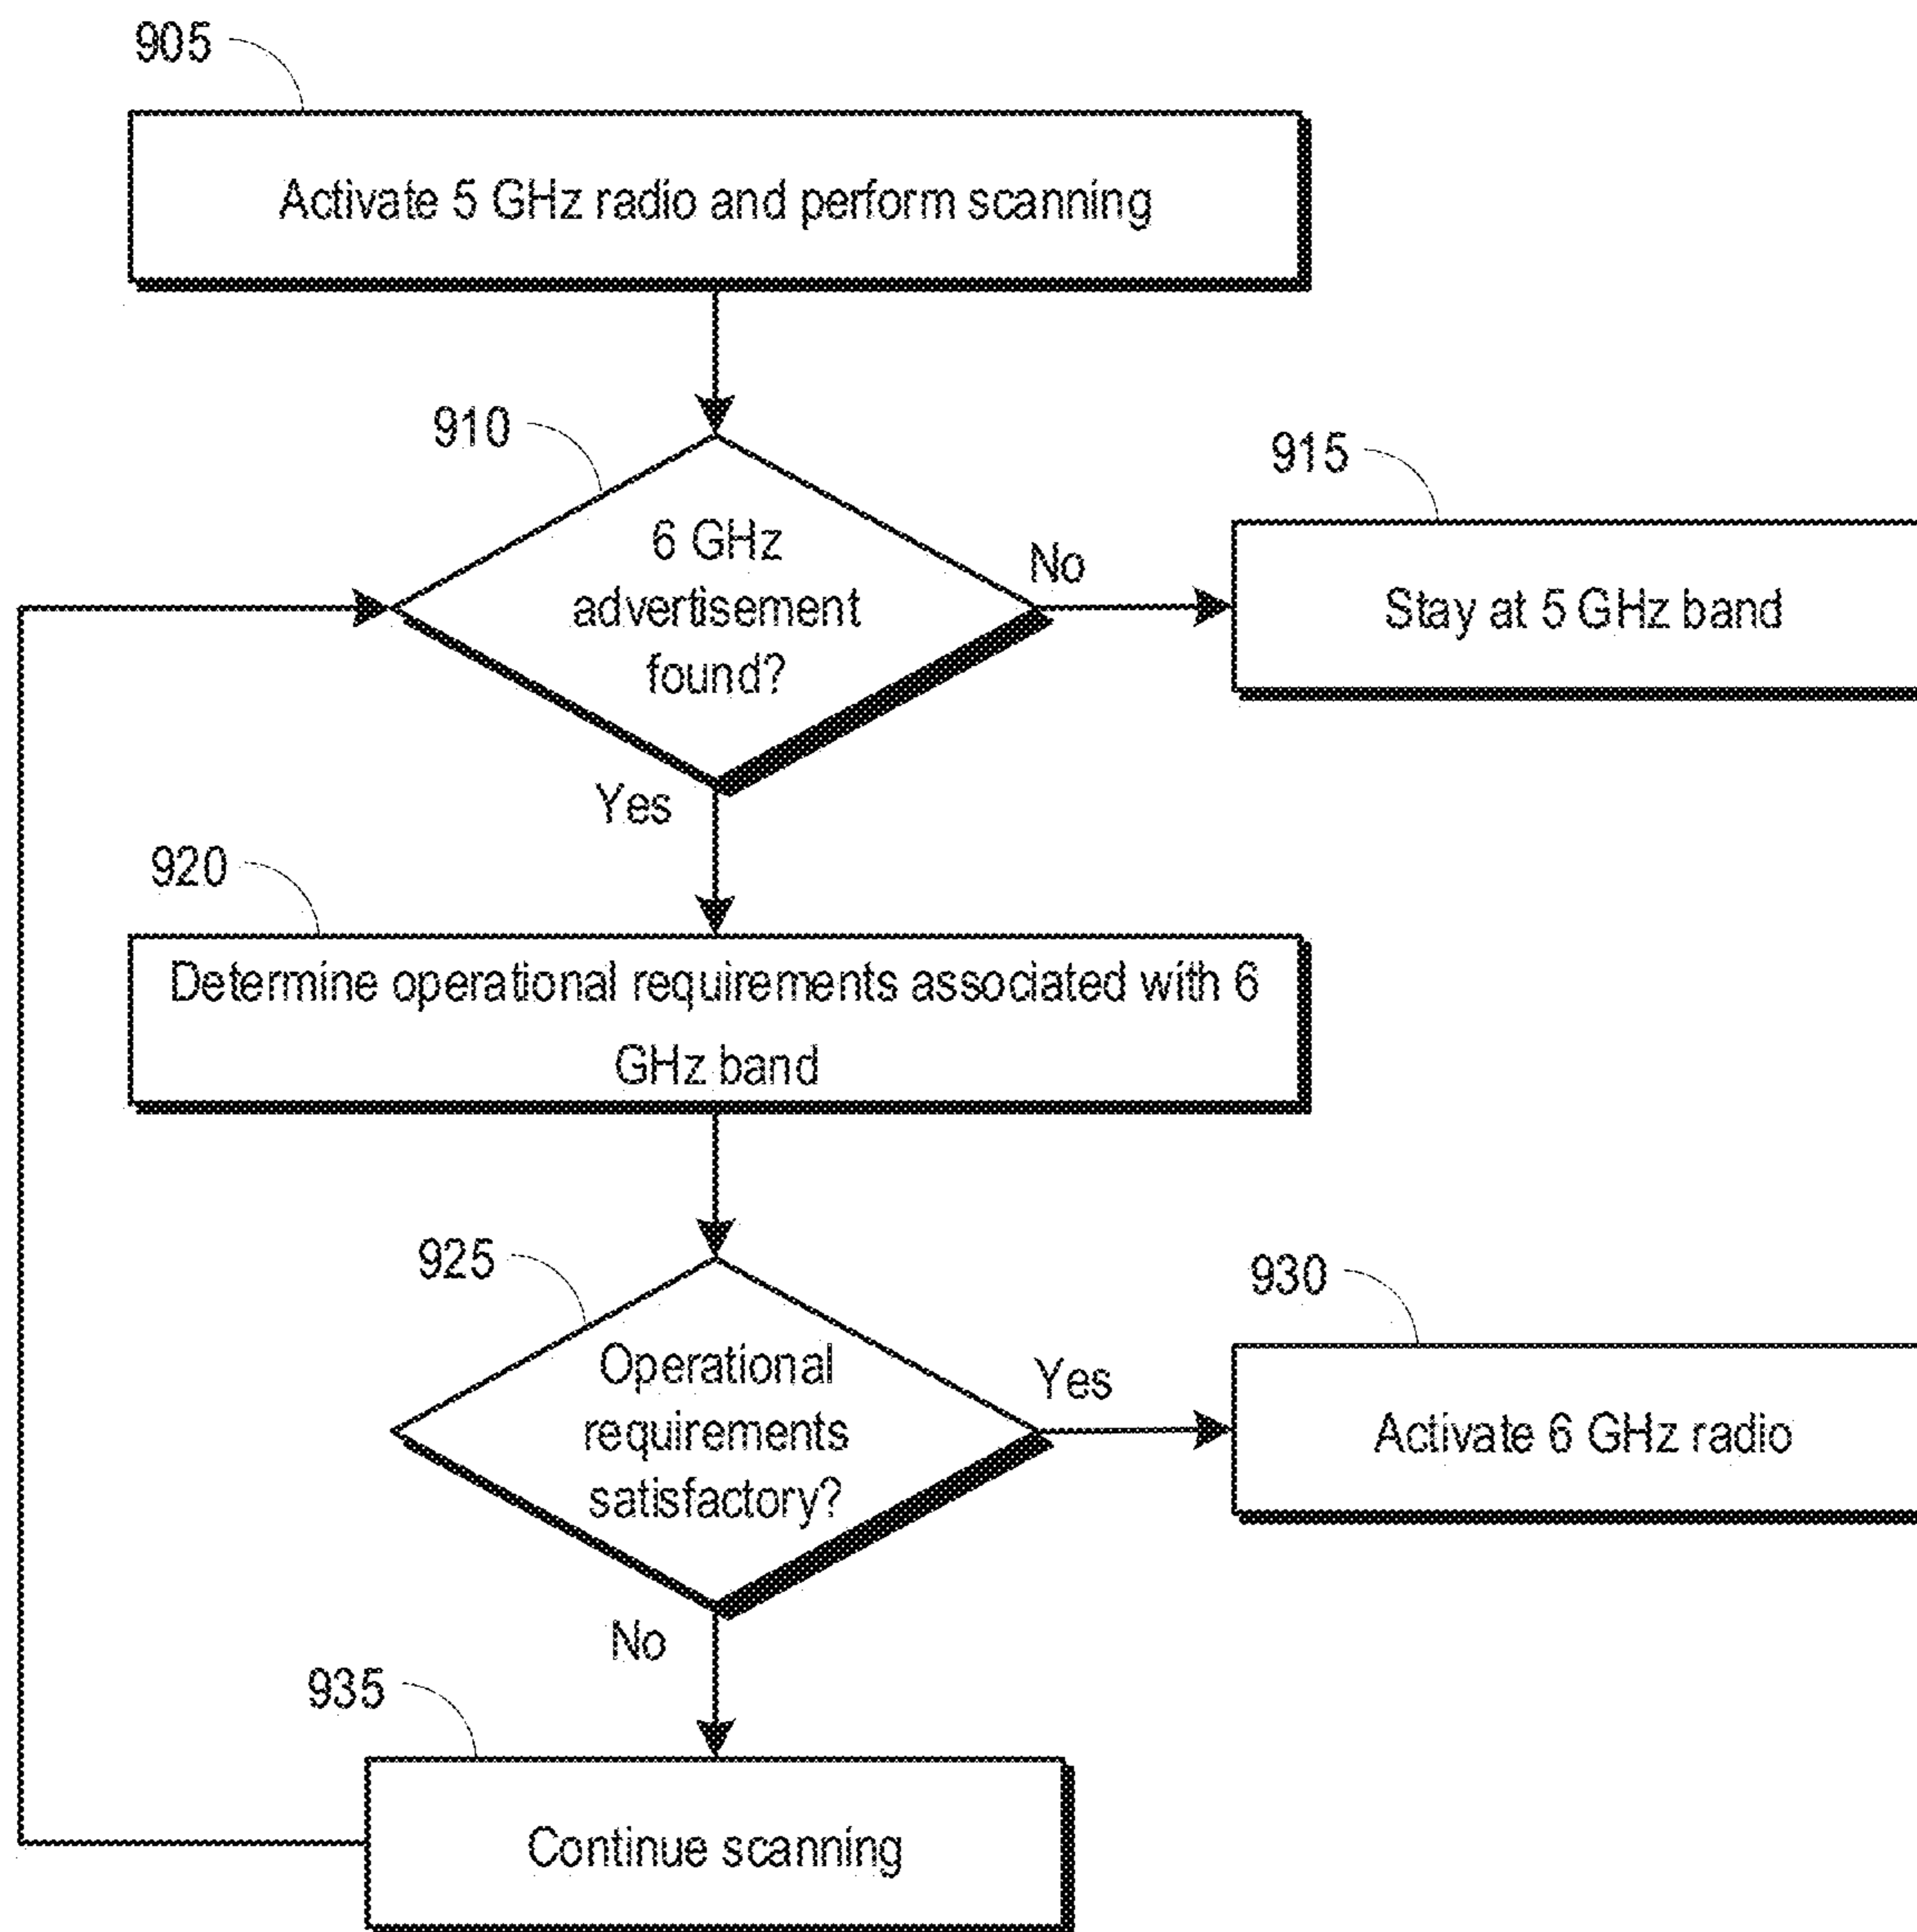 905
Activate 5 GHz radio and perform scanning
910
915
6 GHz
advertisement
found?
No
Stay at 5 GHz band
Yes
920
Determine operational requirements associated with 6
GHz band
925
930
Operational
requirements
satisfactory?
Yes
Activate 6 GHz radio
No
935
Continue scanning